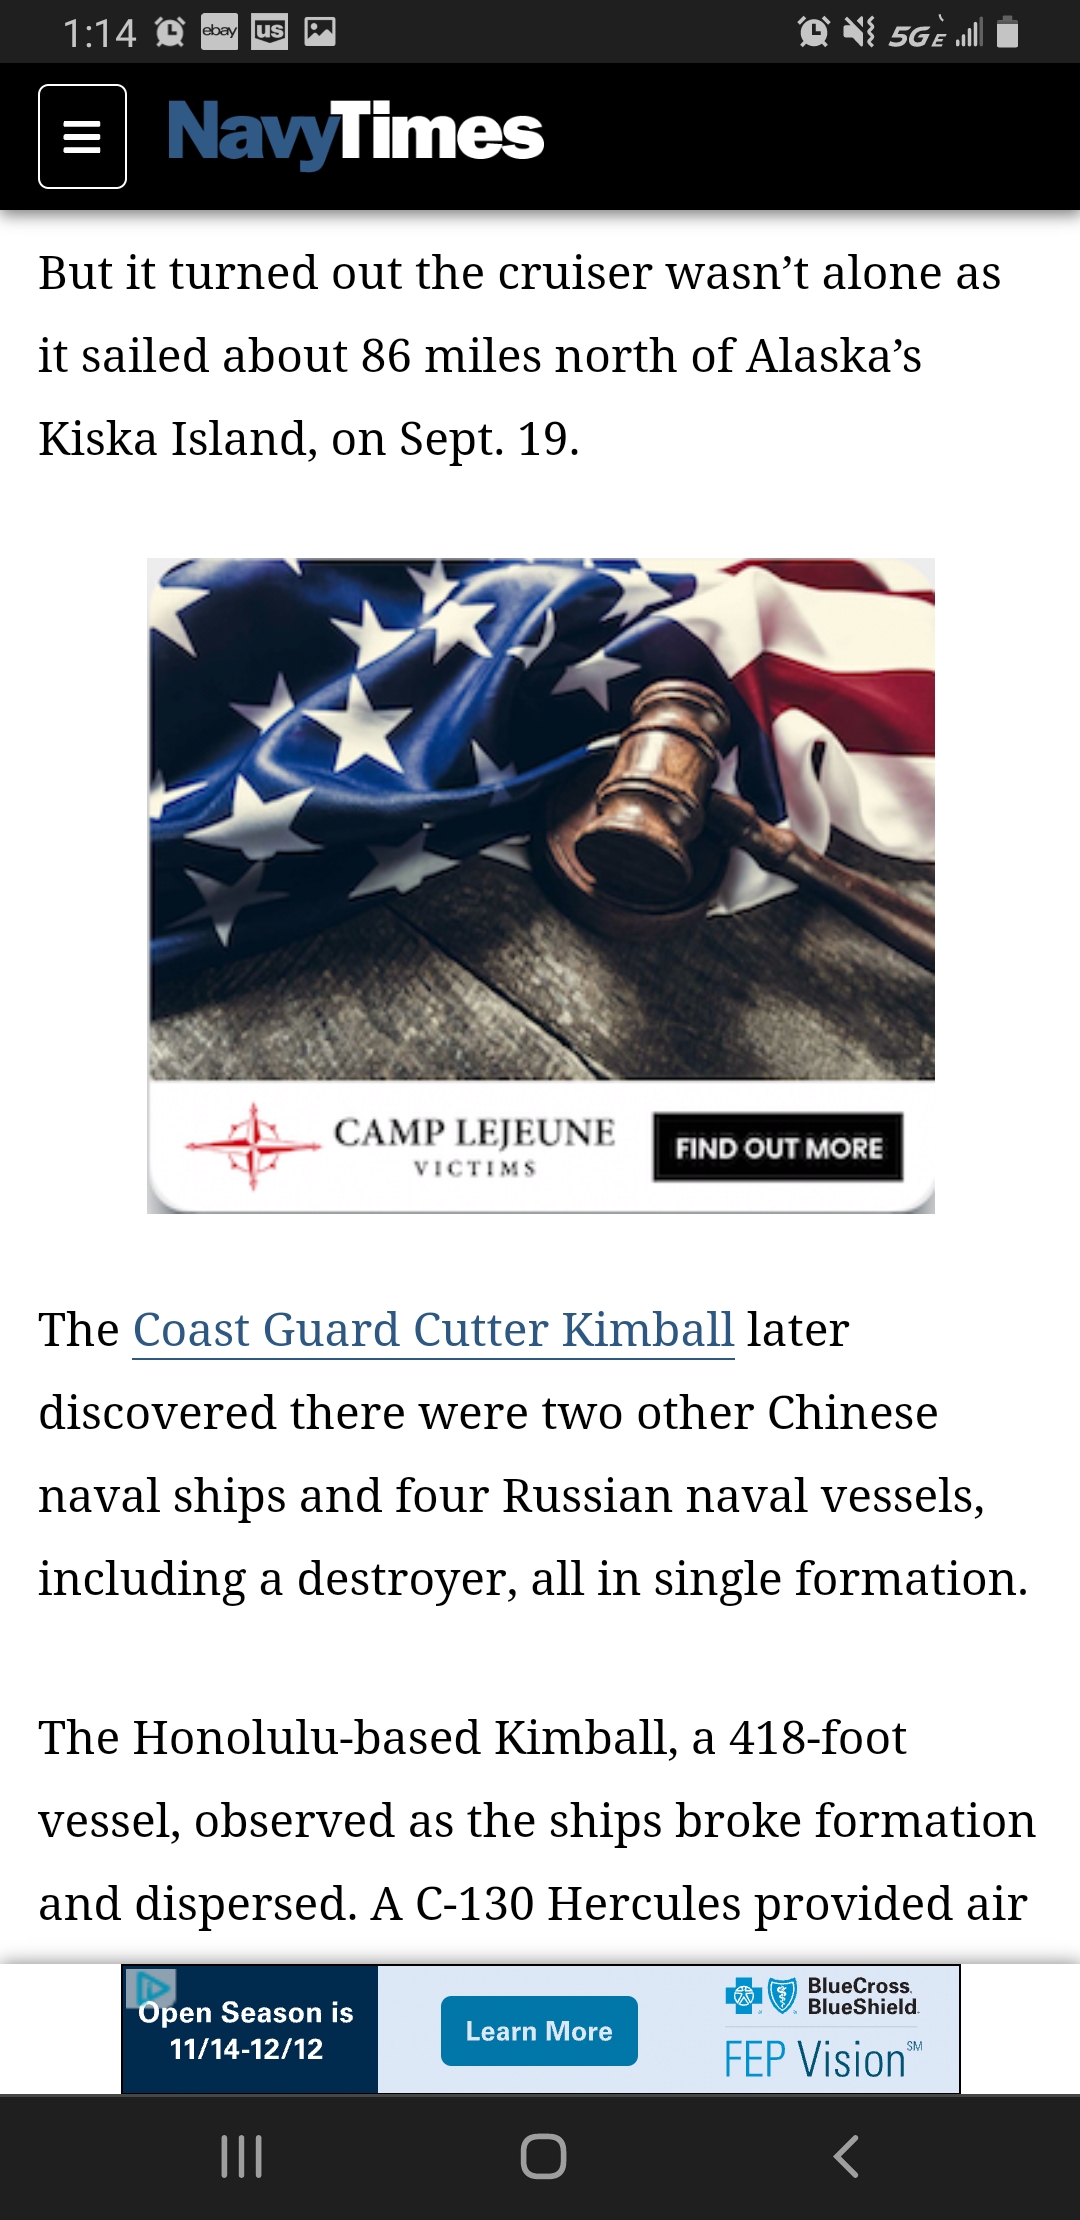 1:14 ebay us 5GE
NavyTimes
But it turned out the cruiser wasn’t alone as
it sailed about 86 miles north of Alaska’s
Kiska Island, on Sept. 19.
CAMP LEJEUNE
VICTIMS
FIND OUT MORE
The Coast Guard Cutter Kimball later
discovered there were two other Chinese
naval ships and four Russian naval vessels,
including a destroyer, all in single formation.
The Honolulu-based Kimball, a 418-foot
vessel, observed as the ships broke formation
and dispersed. A C-130 Hercules provided air
Open Season is
11/14-12/12
Learn More
BlueCross
BlueShield
FEP Vision℠